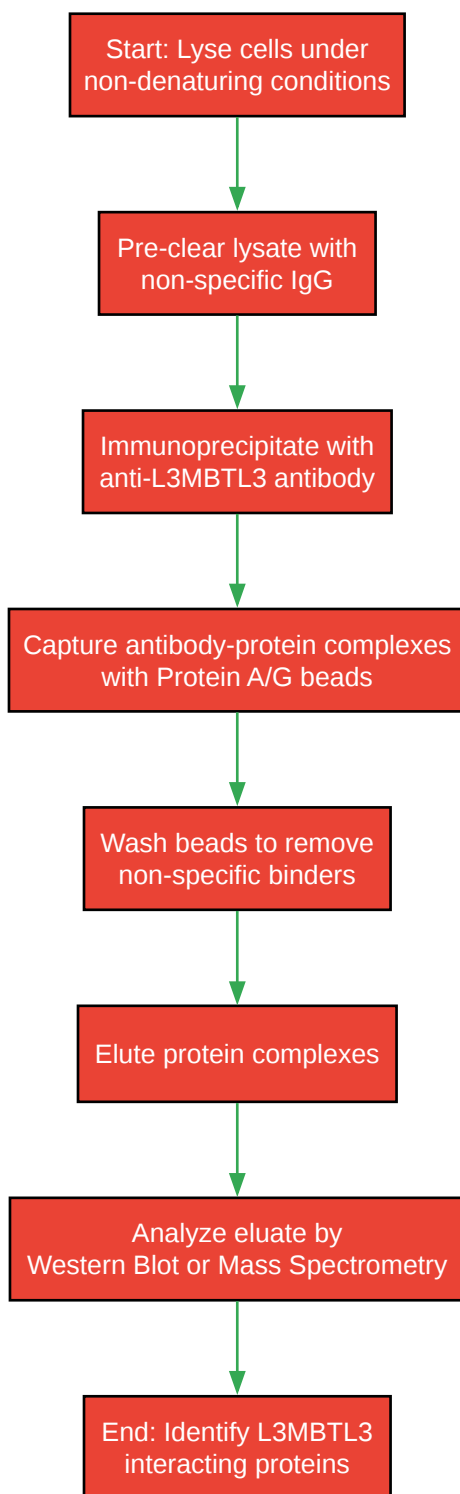 Start: Lyse cells under
non-denaturing conditions
Pre-clear lysate with
non-specific IgG
Immunoprecipitate with
anti-L3MBTL3 antibody
Capture antibody-protein complexes
with Protein A/G beads
Wash beads to remove
non-specific binders
Elute protein complexes
Analyze eluate by
Western Blot or Mass Spectrometry
End: Identify L3MBTL3
interacting proteins